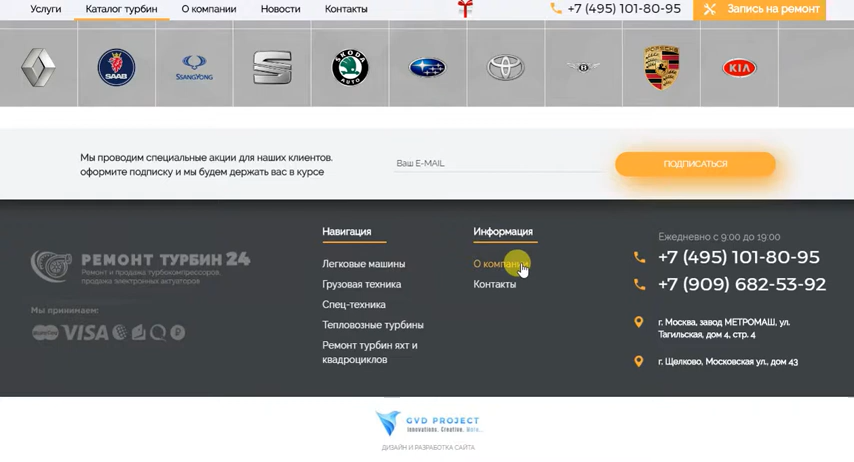 Услуги
Каталог турбин
О компании
Новости
Контакты
+7 (495) 101-80-95
Запись на ремонт
SAAB
SSANGYONG
SKODA
AUTO
PORSCHE
KIA
Мы проводим специальные акции для наших клиентов.
оформите подписку и мы будем держать вас в курсе
Ваш E-MAIL
ПОДПИСАТЬСЯ
РЕМОНТ ТУРБИН 24
Ремонт и продажа турбокомпрессоров,
продажа электронных актуаторов
Мы принимаем:
VISA
Навигация
Легковые машины
Грузовая техника
Спец-техника
Тепловозные турбины
Ремонт турбин яхт и
квадроциклов
Информация
О компании
Контакты
Ежедневно с 9:00 до 19:00
+7 (495) 101-80-95
+7 (909) 682-53-92
г. Москва, завод МЕТРОМАШ, ул.
Тагильская, дом 4, стр. 4
г. Щелково, Московская ул., дом 43
GVD PROJECT
Innovations. Creative.
ДИЗАЙН И РАЗРАБОТКА САЙТА